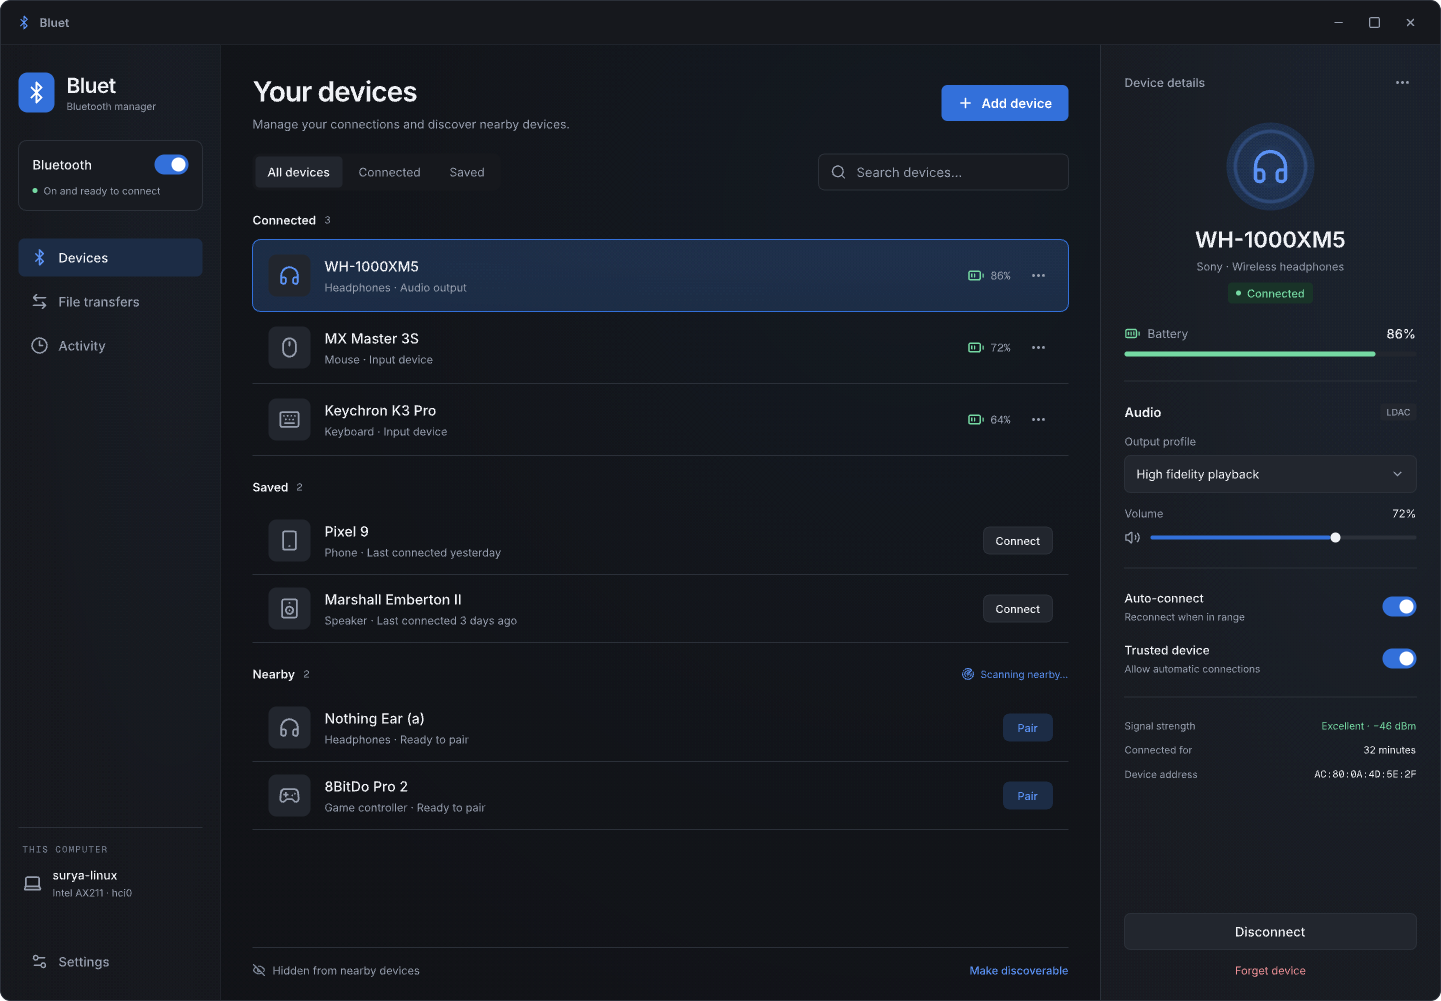 Bluet
Bluet
Bluetooth manager
Bluetooth
On and ready to connect
Devices
File transfers
Activity
THIS COMPUTER
surya-linux
Intel AX211 · hci0
Settings
Your devices
Manage your connections and discover nearby devices.
Add device
All devices
Connected
Saved
Search devices...
Connected 3
WH-1000XM5
Headphones · Audio output
86%
MX Master 3S
Mouse · Input device
72%
Keychron K3 Pro
Keyboard · Input device
64%
Saved 2
Pixel 9
Phone · Last connected yesterday
Connect
Marshall Emberton II
Speaker · Last connected 3 days ago
Connect
Nearby 2
Scanning nearby...
Nothing Ear (a)
Headphones · Ready to pair
Pair
8BitDo Pro 2
Game controller · Ready to pair
Pair
Hidden from nearby devices
Make discoverable
Device details
WH-1000XM5
Sony · Wireless headphones
Connected
Battery 86%
Audio LDAC
Output profile
High fidelity playback
Volume 72%
Auto-connect
Reconnect when in range
Trusted device
Allow automatic connections
Signal strength Excellent · −46 dBm
Connected for 32 minutes
Device address AC:80:0A:4D:5E:2F
Disconnect
Forget device